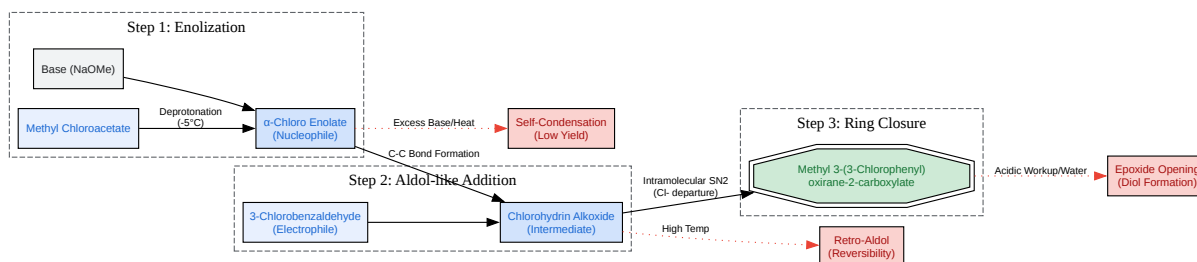 Step 1: Enolization
Base (NaOMe)
Methyl Chloroacetate
Deprotonation
(-5°C)
α-Chloro Enolate
(Nucleophile)
Excess Base/Heat
Self-Condensation
(Low Yield)
C-C Bond Formation
Step 2: Aldol-like Addition
3-Chlorobenzaldehyde
(Electrophile)
Chlorohydrin Alkoxide
(Intermediate)
Intramolecular SN2
(Cl- departure)
High Temp
Retro-Aldol
(Reversibility)
Step 3: Ring Closure
Methyl 3-(3-Chlorophenyl)
oxirane-2-carboxylate
Acidic Workup/Water
Epoxide Opening
(Diol Formation)